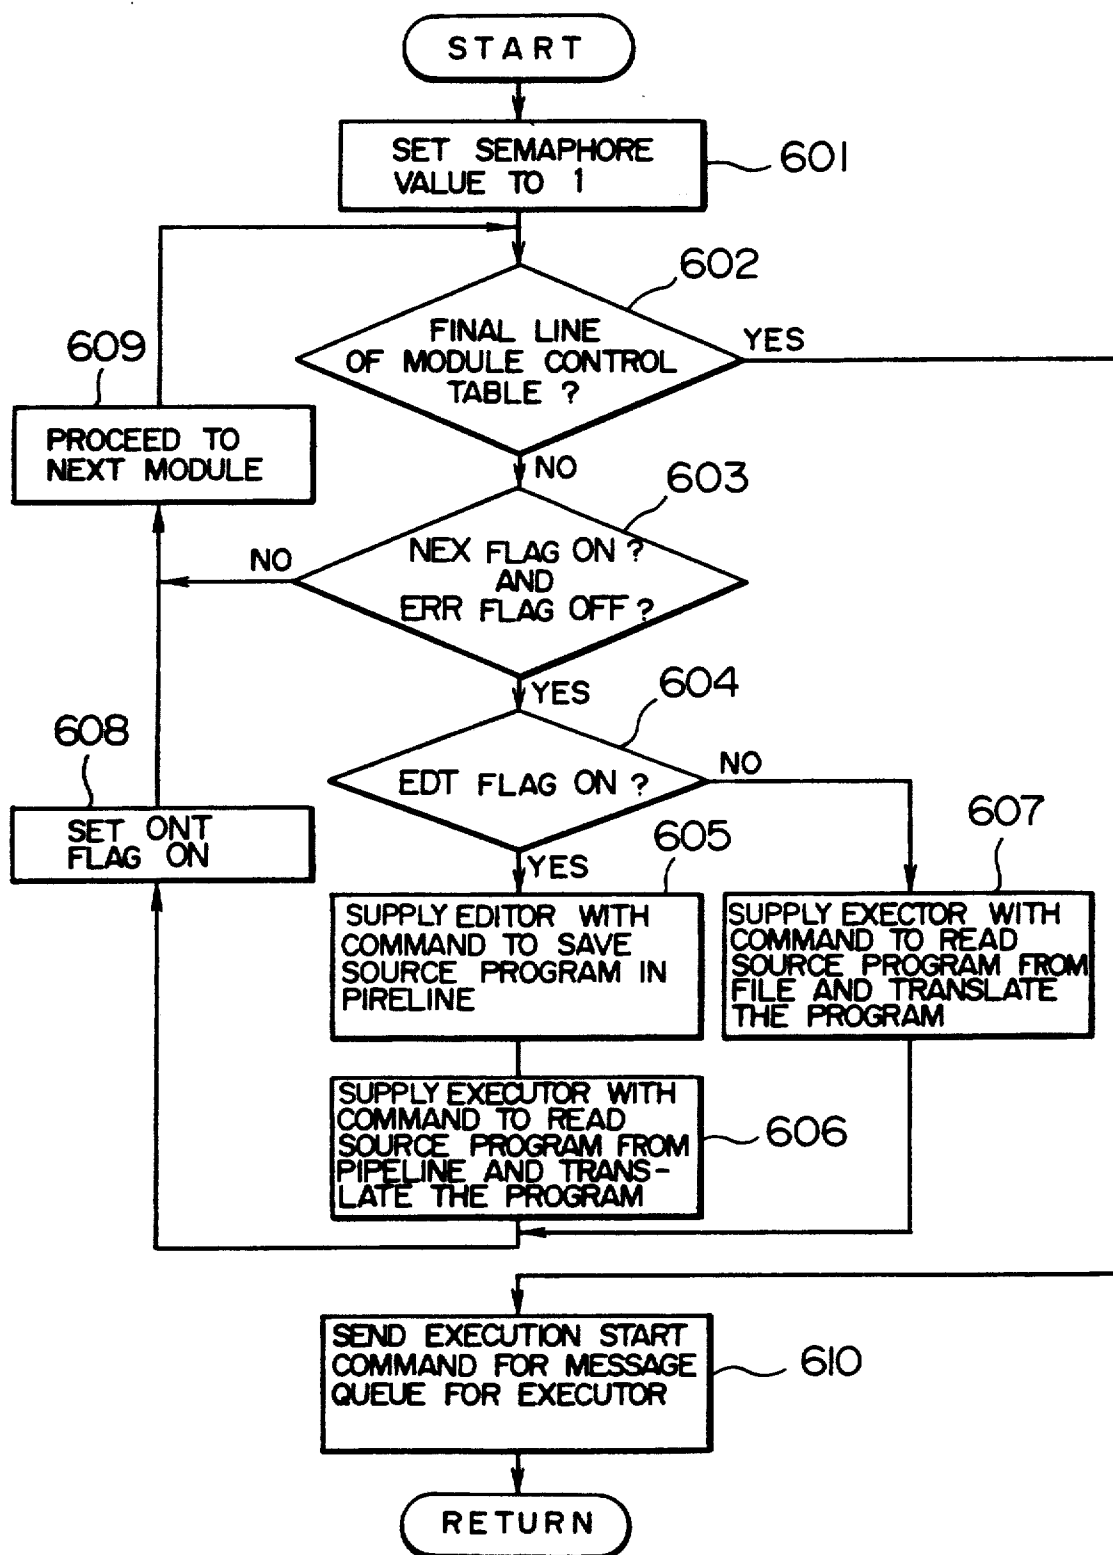 START
SET SEMAPHORE
VALUE TO 1
601
602
FINAL LINE
OF MODULE CONTROL
TABLE ?
YES
609
PROCEED TO
NEXT MODULE
NO
603
NEX FLAG ON ?
AND
ERR FLAG OFF ?
NO
YES
604
608
EDT FLAG ON ?
NO
SET ONT
FLAG ON
YES
605
607
SUPPLY EDITOR WITH
COMMAND TO SAVE
SOURCE PROGRAM IN
PIRELINE
SUPPLY EXECTOR WITH
COMMAND TO READ
SOURCE PROGRAM FROM
FILE AND TRANSLATE
THE PROGRAM
SUPPLY EXECUTOR WITH
COMMAND TO READ
SOURCE PROGRAM FROM
PIPELINE AND TRANS-
LATE THE PROGRAM
606
SEND EXECUTION START
COMMAND FOR MESSAGE
QUEUE FOR EXECUTOR
610
RETURN